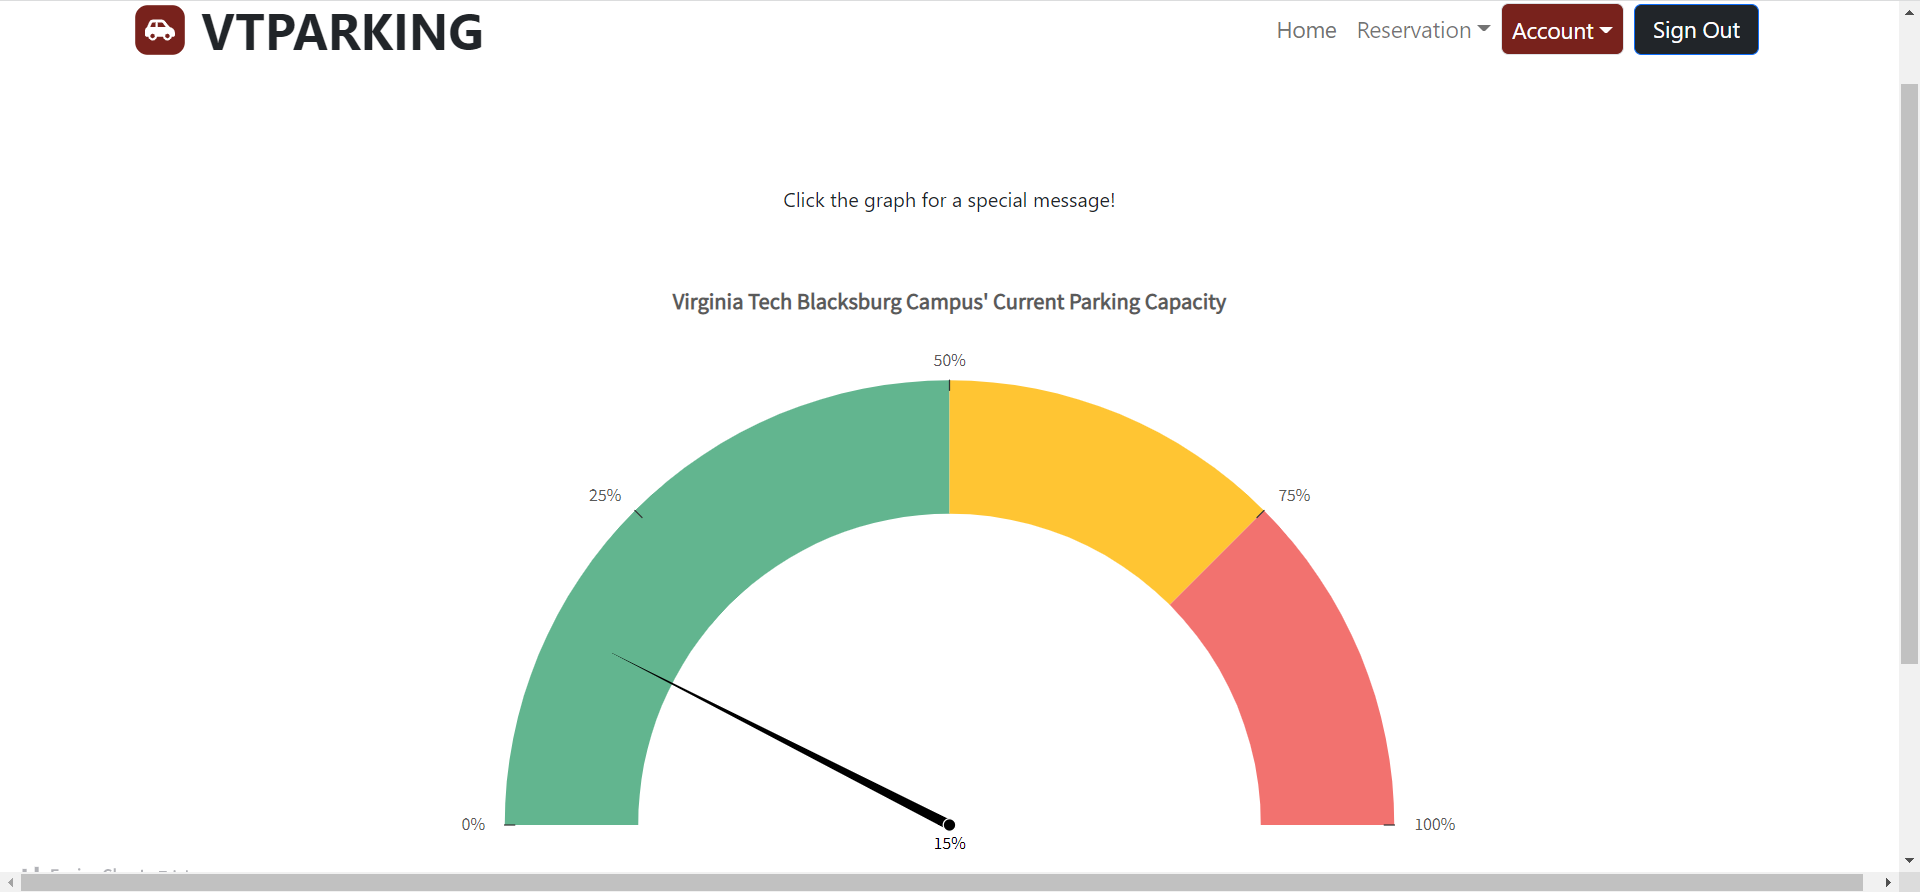 VTPARKING
Home Reservation Account Sign Out
Click the graph for a special message!
Virginia Tech Blacksburg Campus' Current Parking Capacity
50%
25%
75%
0%
100%
15%